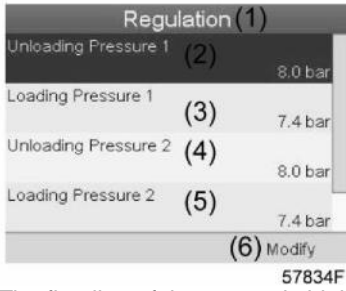 Regulation (1)
Unloading Pressure 1 (2)
8.0 bar
Loading Pressure 1
(3)
7.4 bar
Unloading Pressure 2 (4)
8.0 bar
Loading Pressure 2 (5)
7.4 bar
(6) Modify
57834F